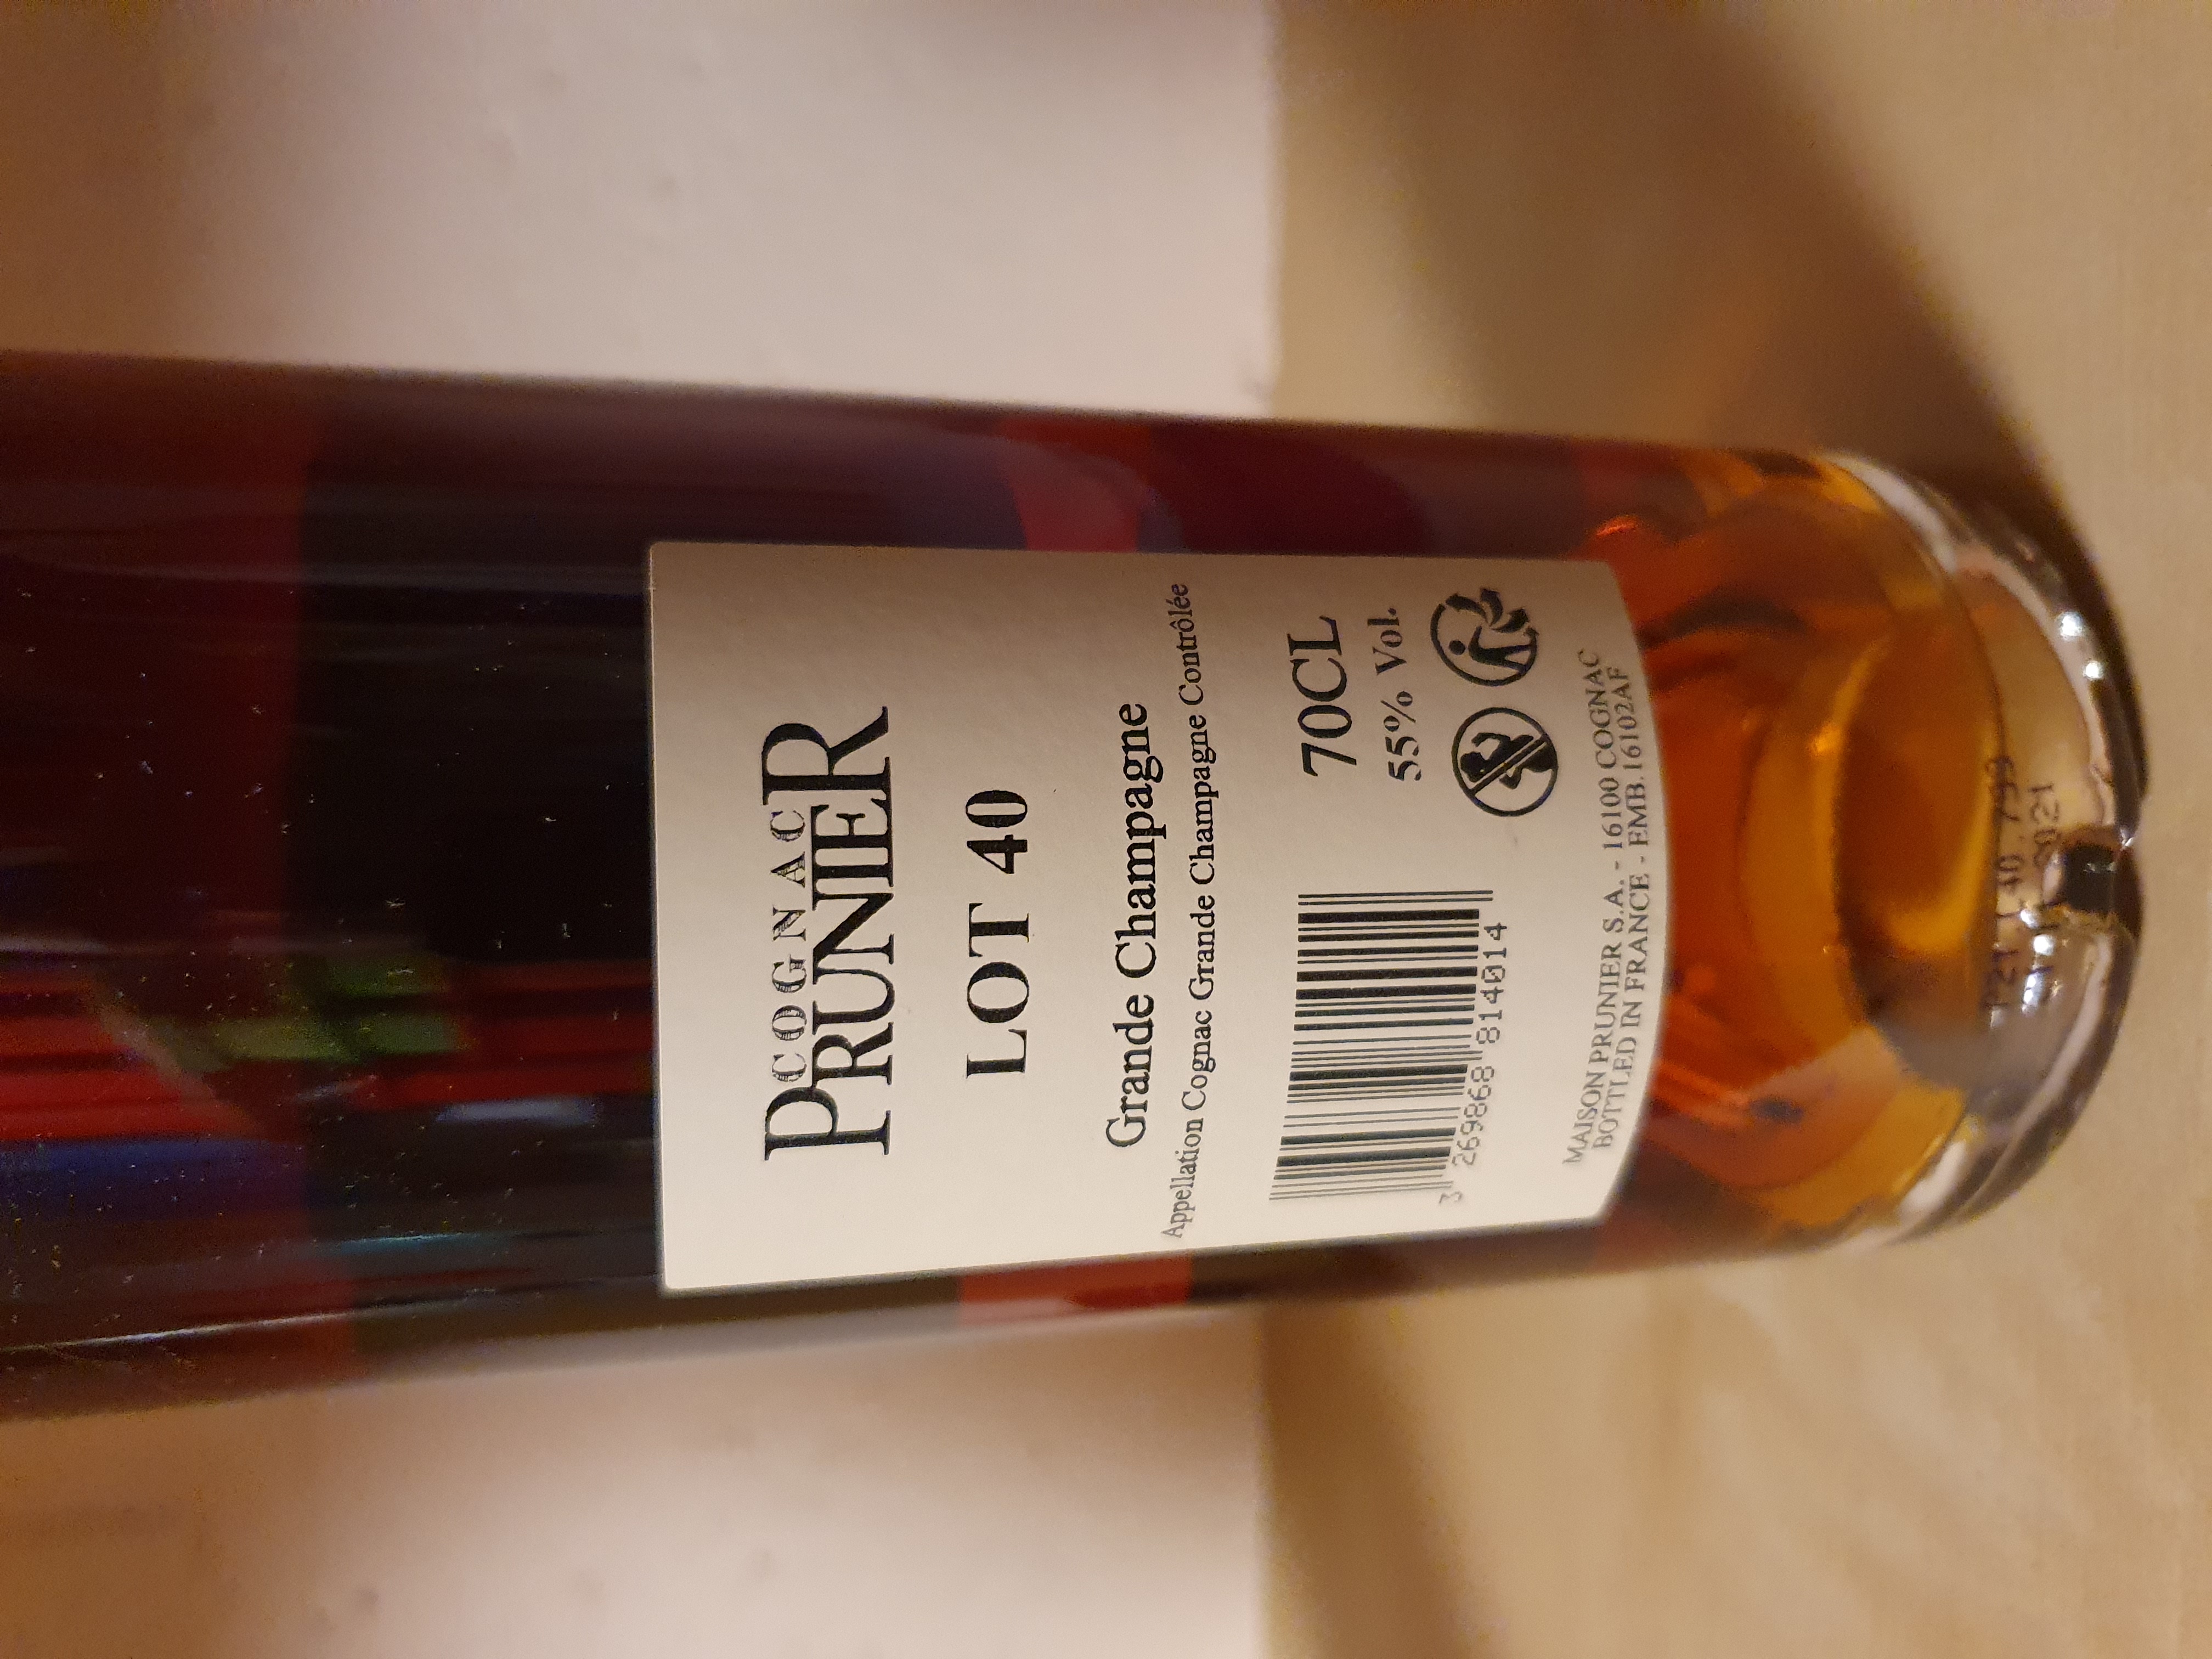 COGNAC
PRUNIER
LOT 40
Grande Champagne
Appellation Cognac Grande Champagne Contrôlée
70CL
55% Vol.
3 269868 814014
MAISON PRUNIER S.A. - 16100 COGNAC
BOTTLED IN FRANCE - EMB.16102AF